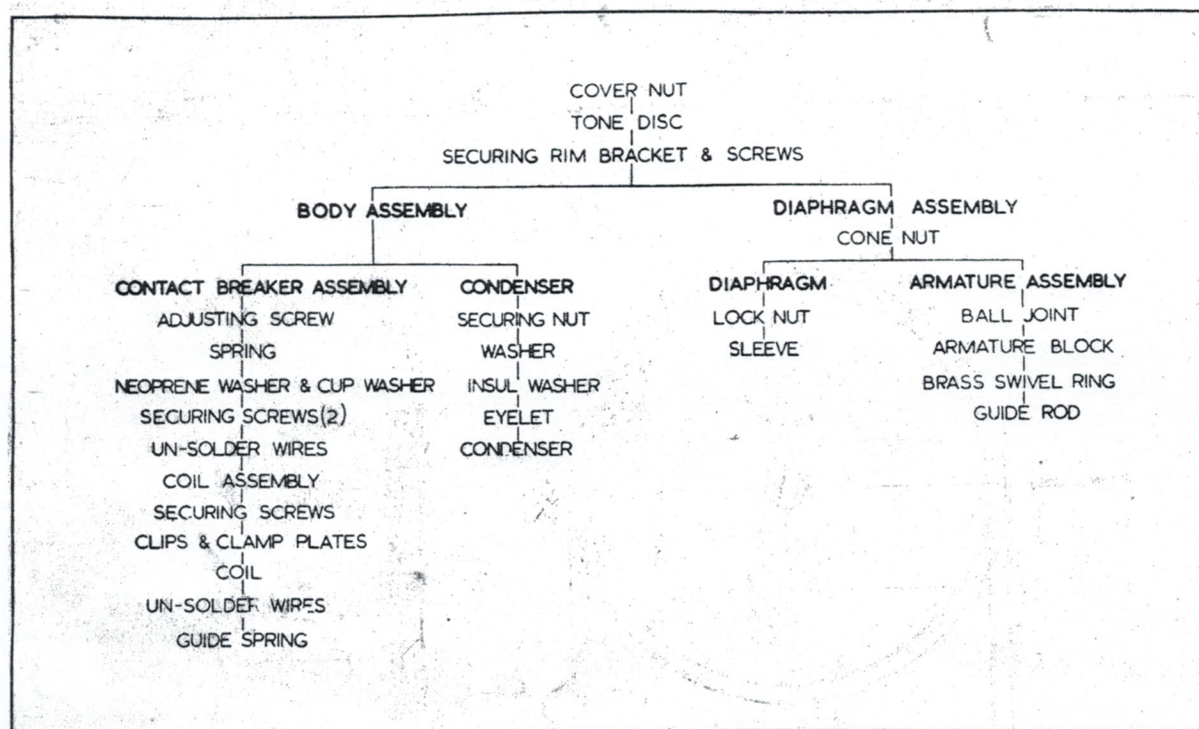 COVER NUT
TONE DISC
SECURING RIM BRACKET & SCREWS
BODY ASSEMBLY
CONTACT BREAKER ASSEMBLY
ADJUSTING SCREW
SPRING
NEOPRENE WASHER & CUP WASHER
SECURING SCREWS(2)
UN-SOLDER WIRES
COIL ASSEMBLY
SECURING SCREWS
CLIPS & CLAMP PLATES
COIL
UN-SOLDER WIRES
GUIDE SPRING
CONDENSER
SECURING NUT
WASHER
INSUL WASHER
EYELET
CONDENSER
DIAPHRAGM ASSEMBLY
CONE NUT
DIAPHRAGM
LOCK NUT
SLEEVE
ARMATURE ASSEMBLY
BALL JOINT
ARMATURE BLOCK
BRASS SWIVEL RING
GUIDE ROD